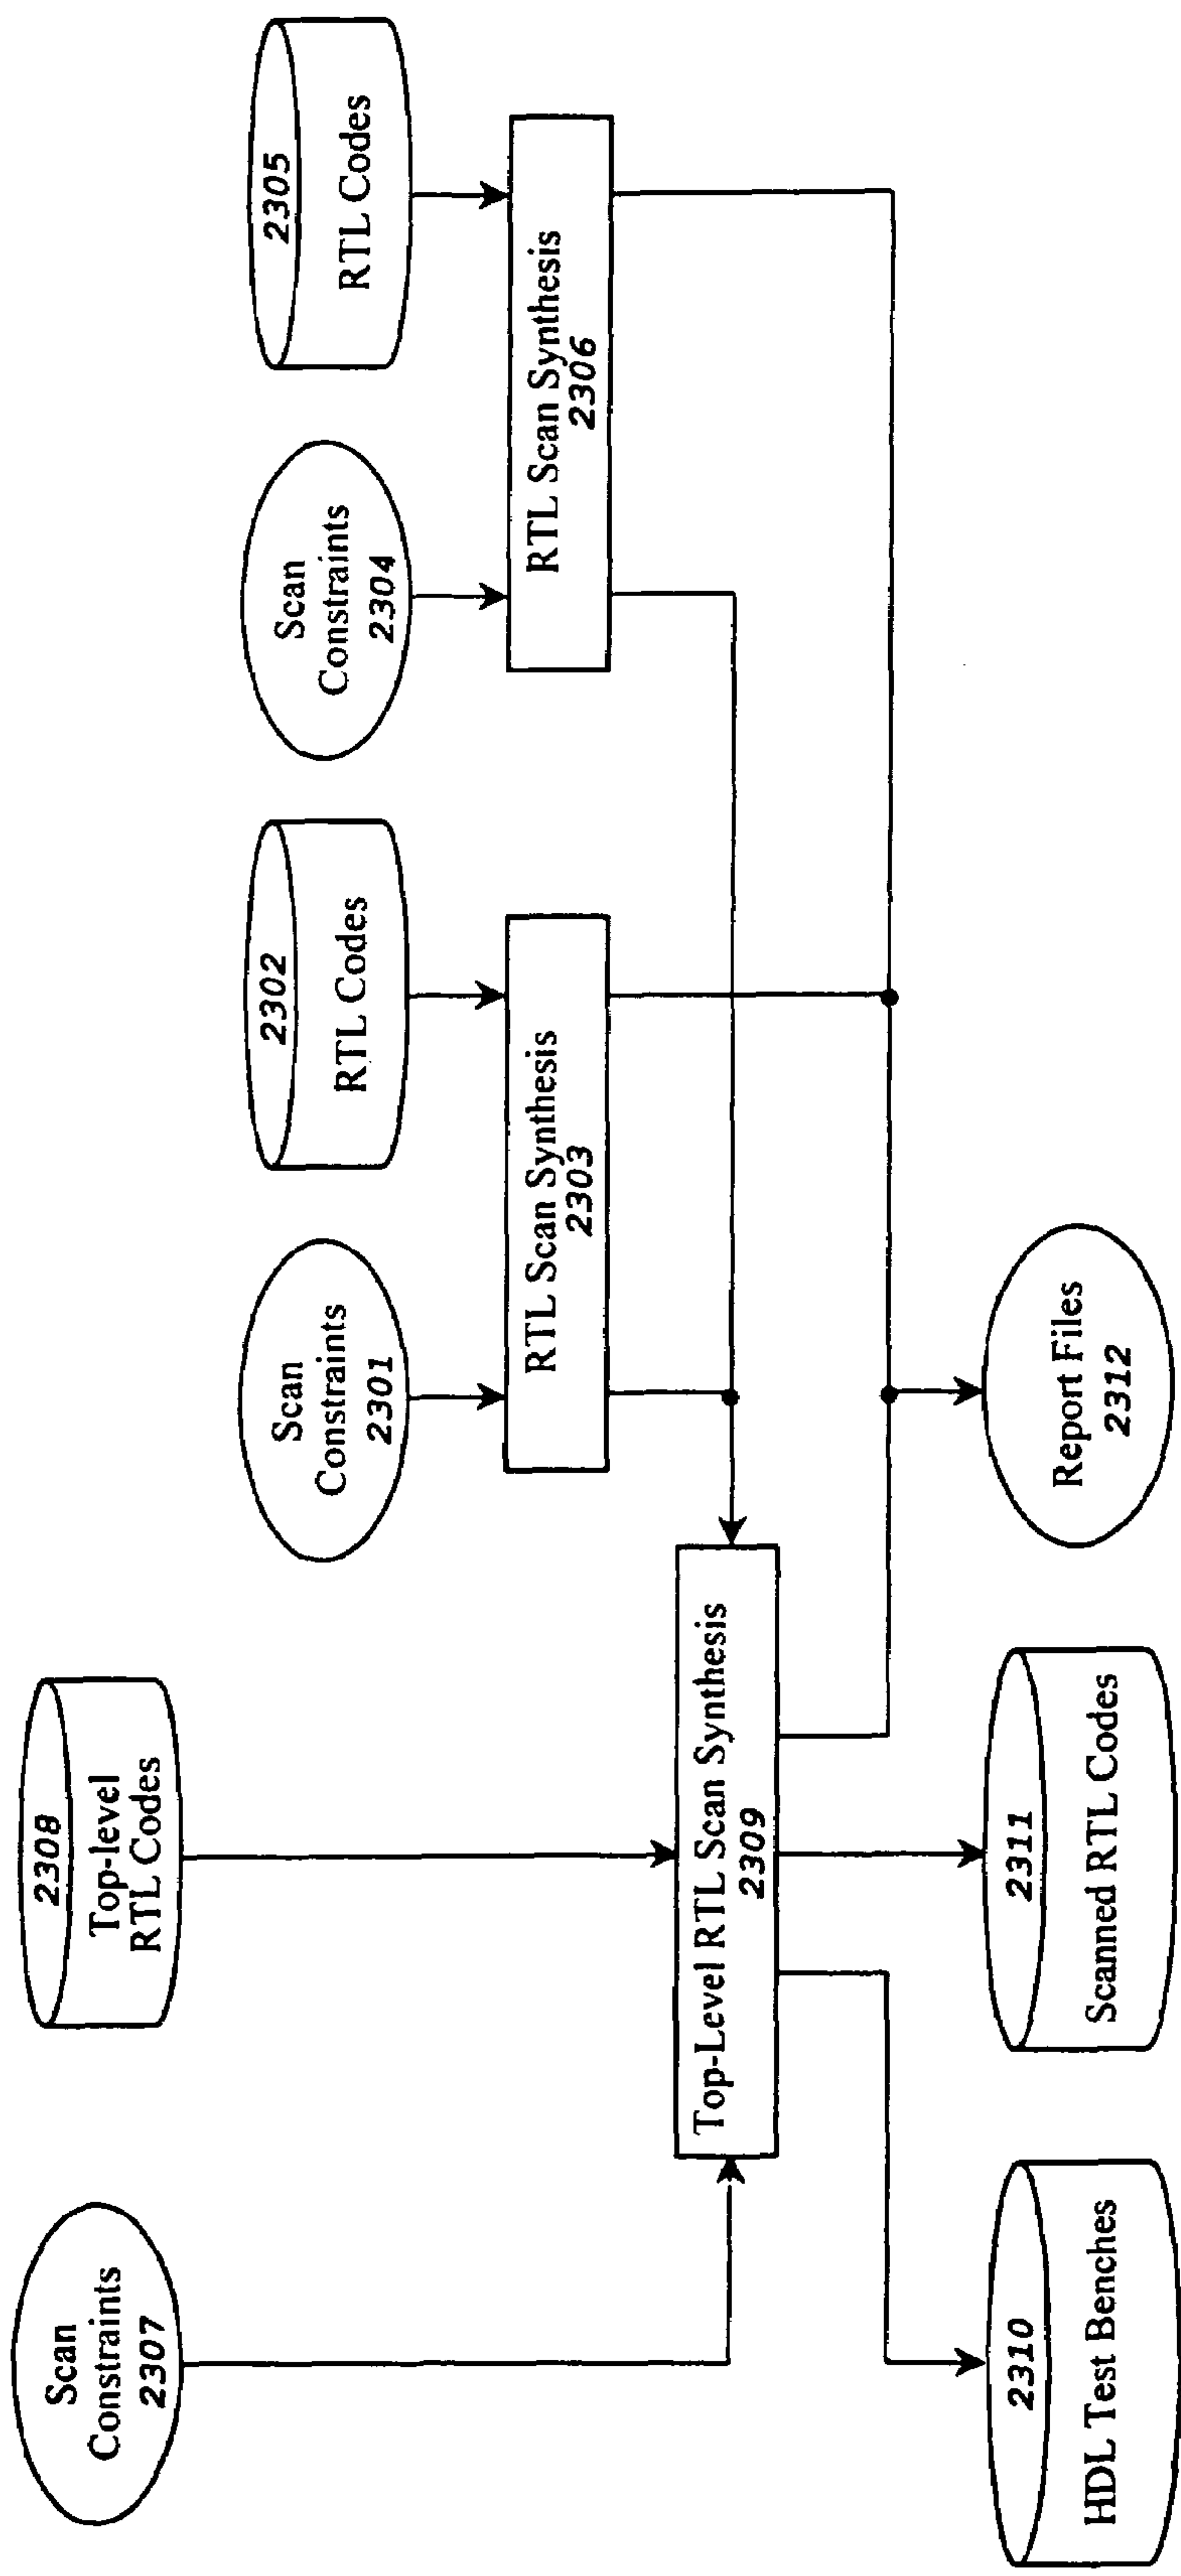 Scan
Constraints
2307
2308
Top-level
RTL Codes
Scan
Constraints
2301
2302
RTL Codes
Scan
Constraints
2304
2305
RTL Codes
RTL Scan Synthesis
2303
RTL Scan Synthesis
2306
Top-Level RTL Scan Synthesis
2309
2310
HDL Test Benches
2311
Scanned RTL Codes
Report Files
2312